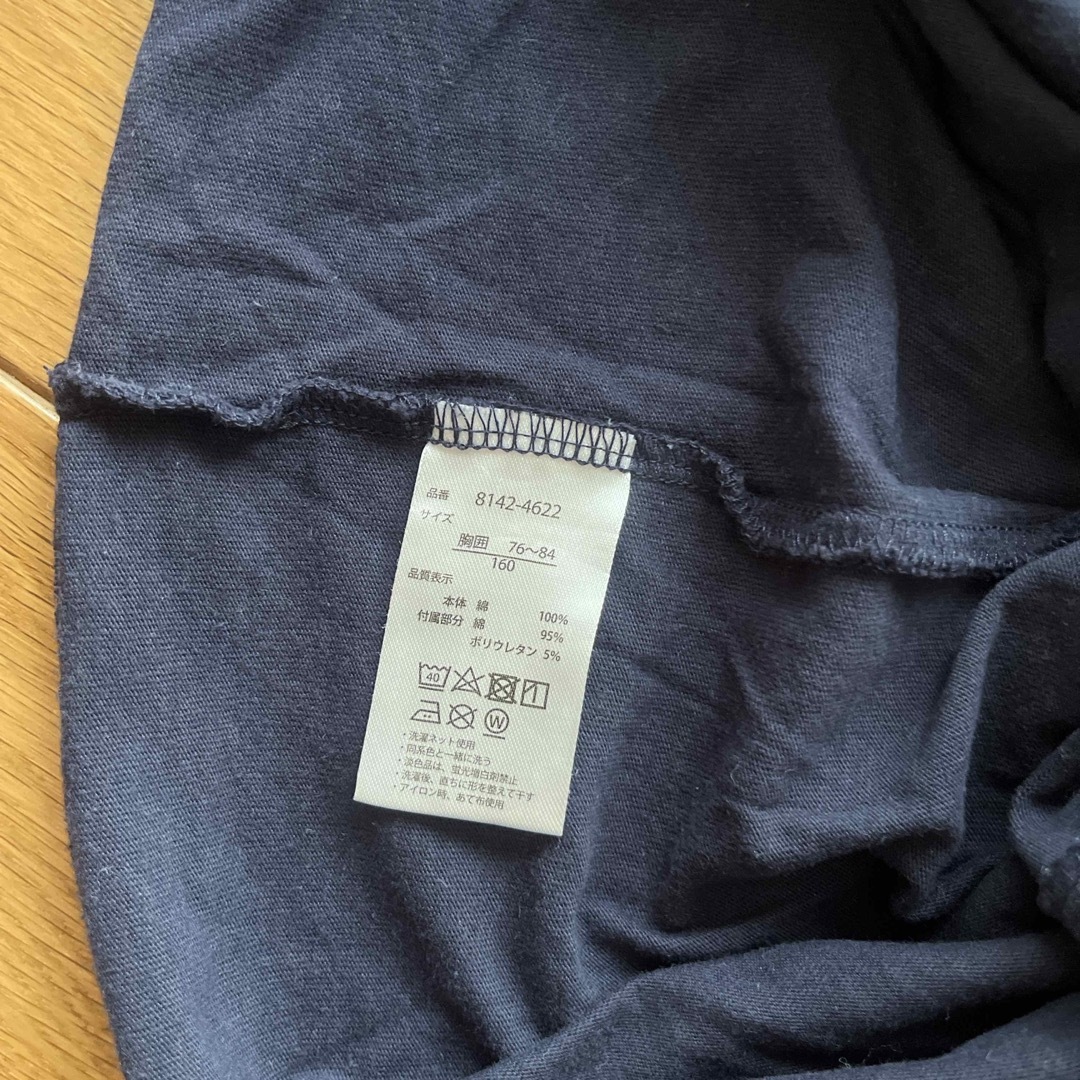 品番 8142-4622
サイズ
胸囲 76〜84
160
品質表示
本体 綿 100%
付属部分 綿 95%
ポリウレタン 5%
40
W
・洗濯ネット使用
・同系色と一緒に洗う
・淡色品は、蛍光増白剤禁止
・洗濯後、直ちに形を整えて干す
・アイロン時、あて布使用